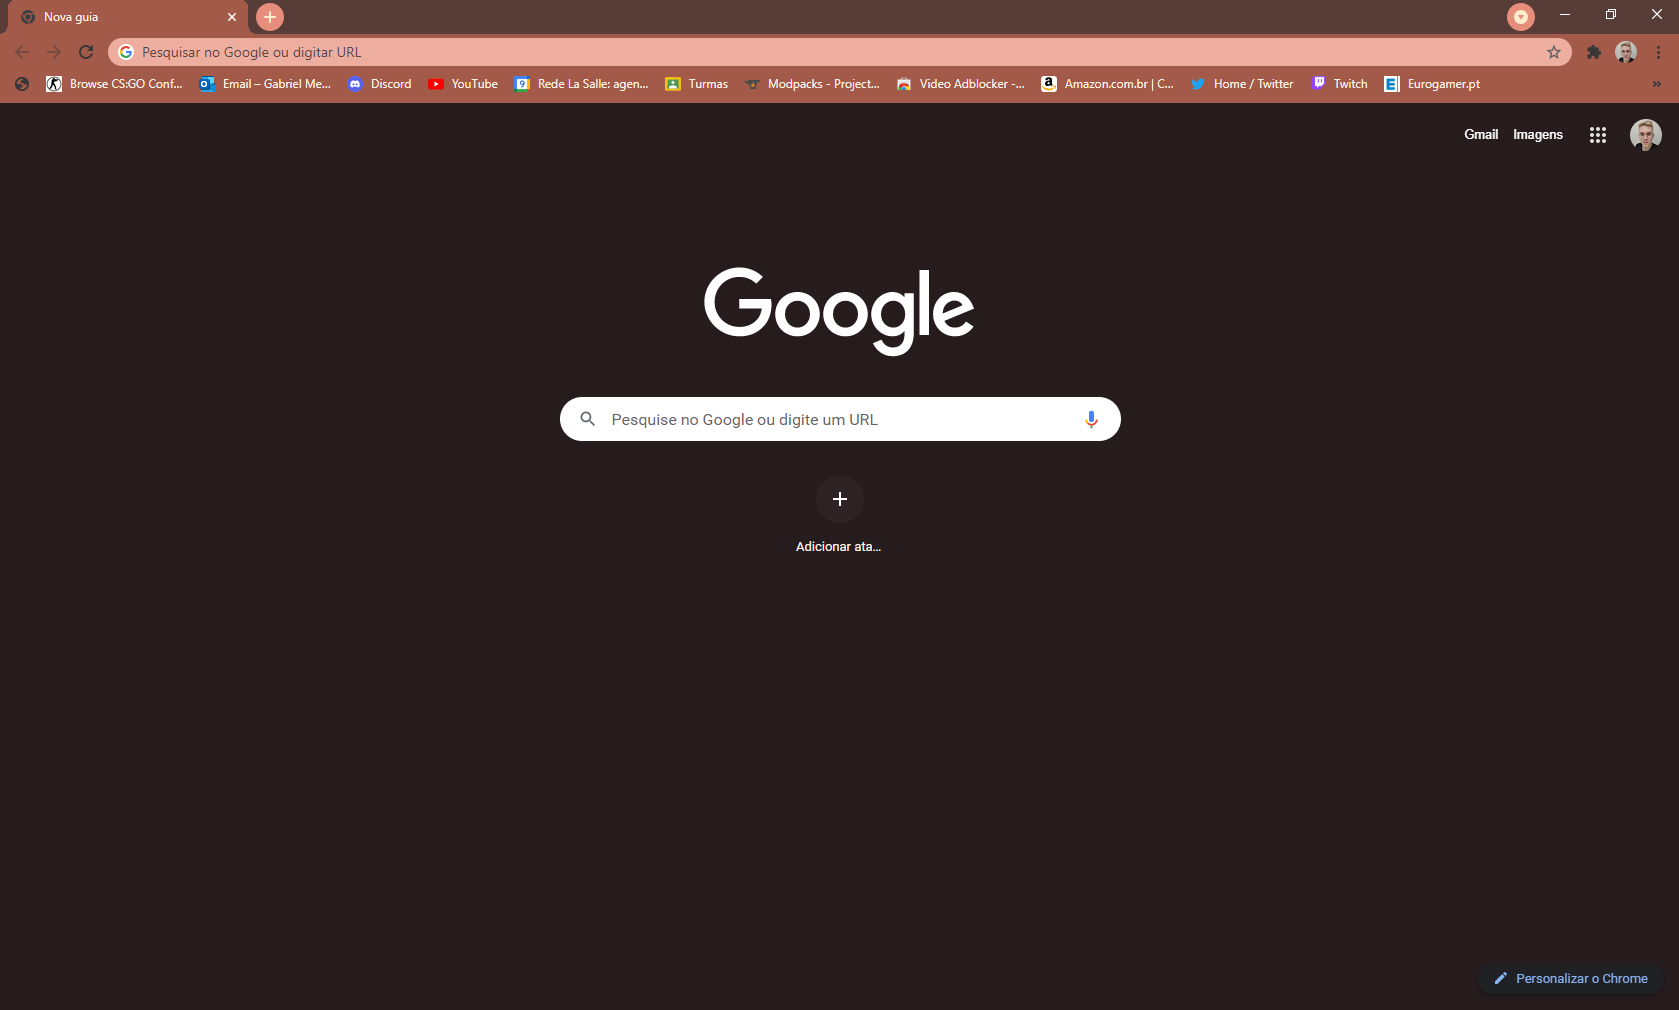 Nova guia
Pesquisar no Google ou digitar URL
Browse CS:GO Conf... Email – Gabriel Me... Discord YouTube Rede La Salle: agen... Turmas Modpacks - Project... Video Adblocker -... Amazon.com.br | C... Home / Twitter Twitch Eurogamer.pt
Gmail Imagens
Google
Pesquise no Google ou digite um URL
Adicionar ata...
Personalizar o Chrome